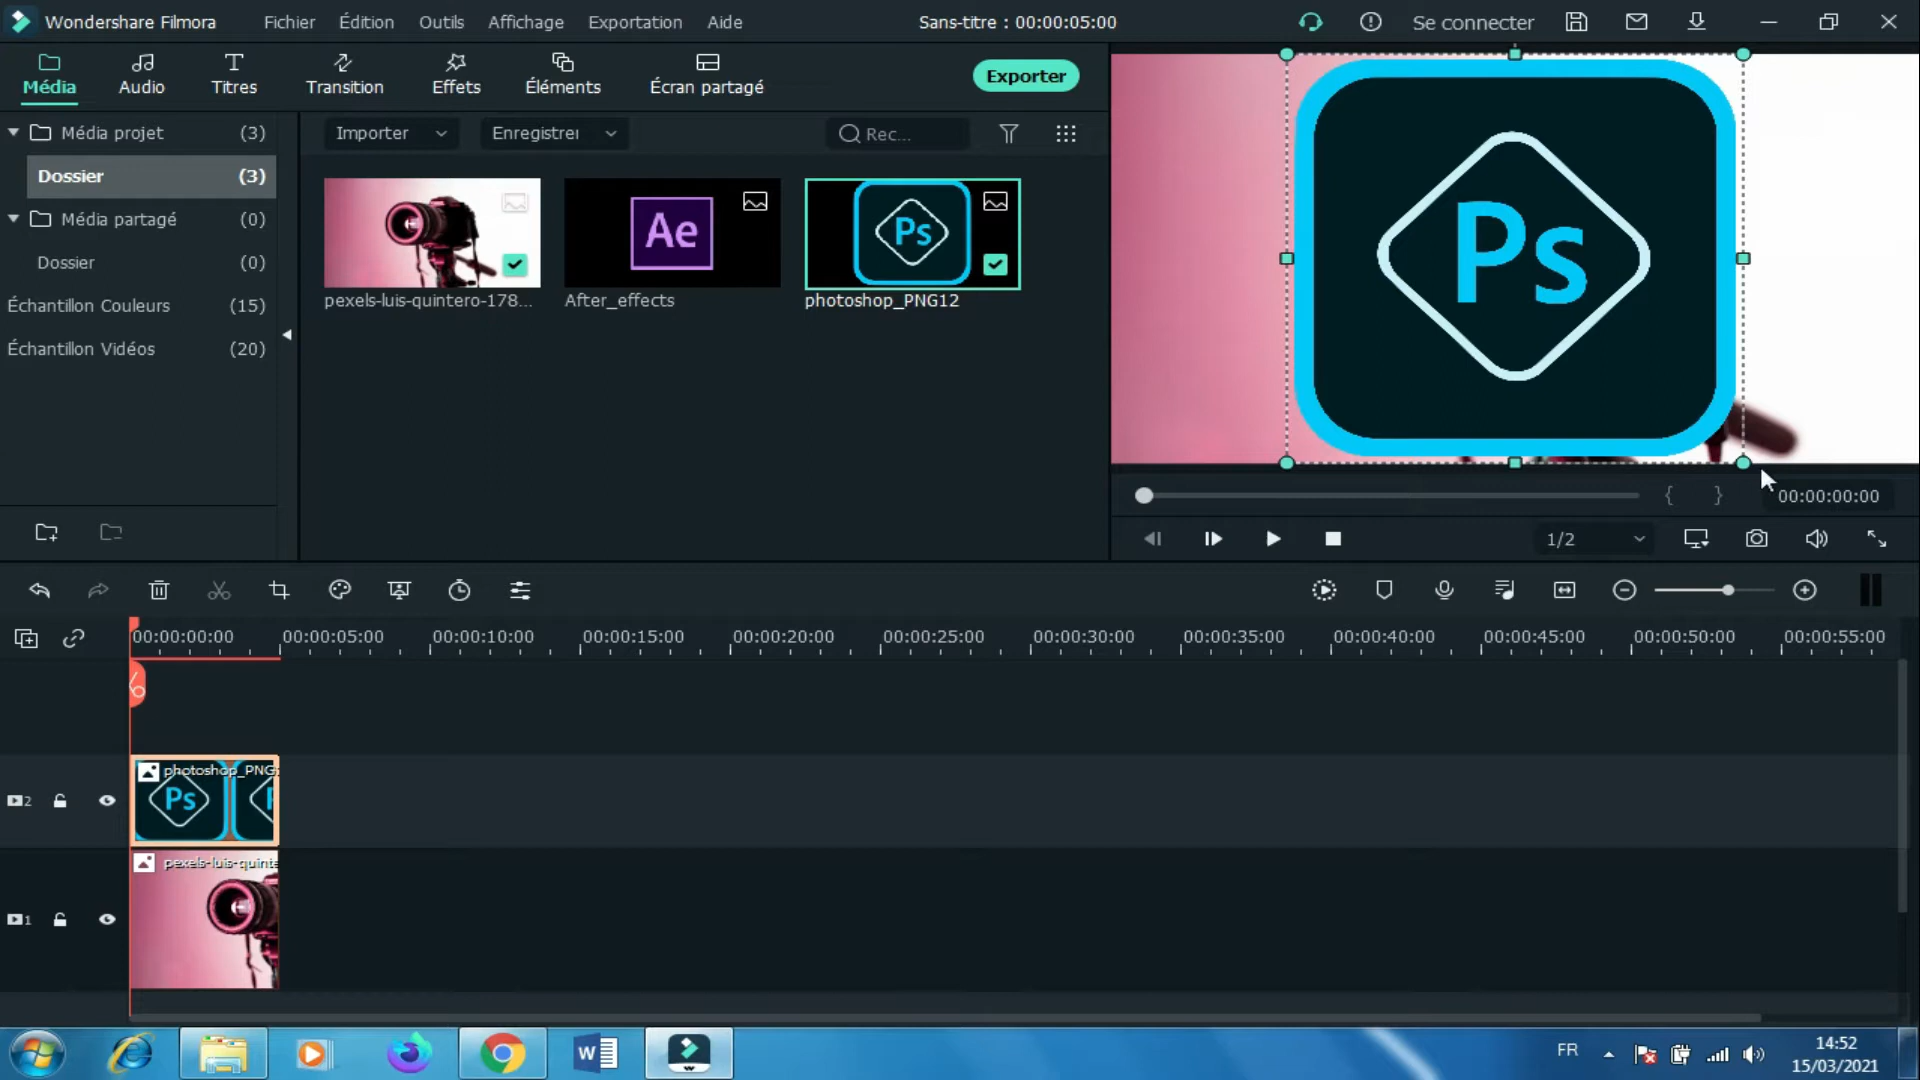 Wondershare Filmora Fichier Édition Outils Affichage Exportation Aide Sans-titre : 00:00:05:00 Se connecter
Média Audio Titres Transition Effets Éléments Écran partagé Exporter
Média projet (3)
Dossier (3)
Média partagé (0)
Dossier (0)
Échantillon Couleurs (15)
Échantillon Vidéos (20)
Importer Enregistrer Rec...
Ae
Ps
pexels-luis-quintero-178... After_effects photoshop_PNG12
Ps
00:00:00:00
1/2
00:00:00:00 00:00:05:00 00:00:10:00 00:00:15:00 00:00:20:00 00:00:25:00 00:00:30:00 00:00:35:00 00:00:40:00 00:00:45:00 00:00:50:00 00:00:55:00
2
photoshop_PNG
Ps
1
pexels-luis-quinte
W
FR
14:52
15/03/2021